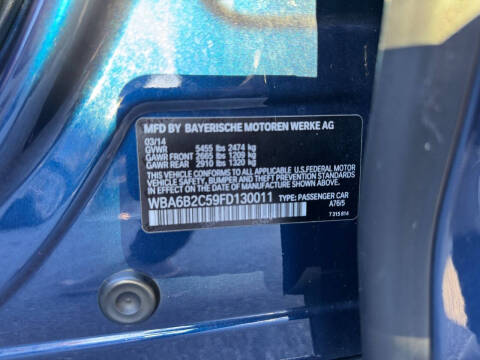 MFD BY BAYERISCHE MOTOREN WERKE AG
03/14
GVWR 5455 lbs 2474 kg
GAWR FRONT 2665 lbs 1209 kg
GAWR REAR 2910 lbs 1320 kg
THIS VEHICLE CONFORMS TO ALL APPLICABLE U.S.FEDERAL MOTOR
VEHICLE SAFETY, BUMPER AND THEFT PREVENTION STANDARDS
IN EFFECT ON THE DATE OF MANUFACTURE SHOWN ABOVE.
WBA6B2C59FD130011 TYPE: PASSENGER CAR
A76/5
7 315 814